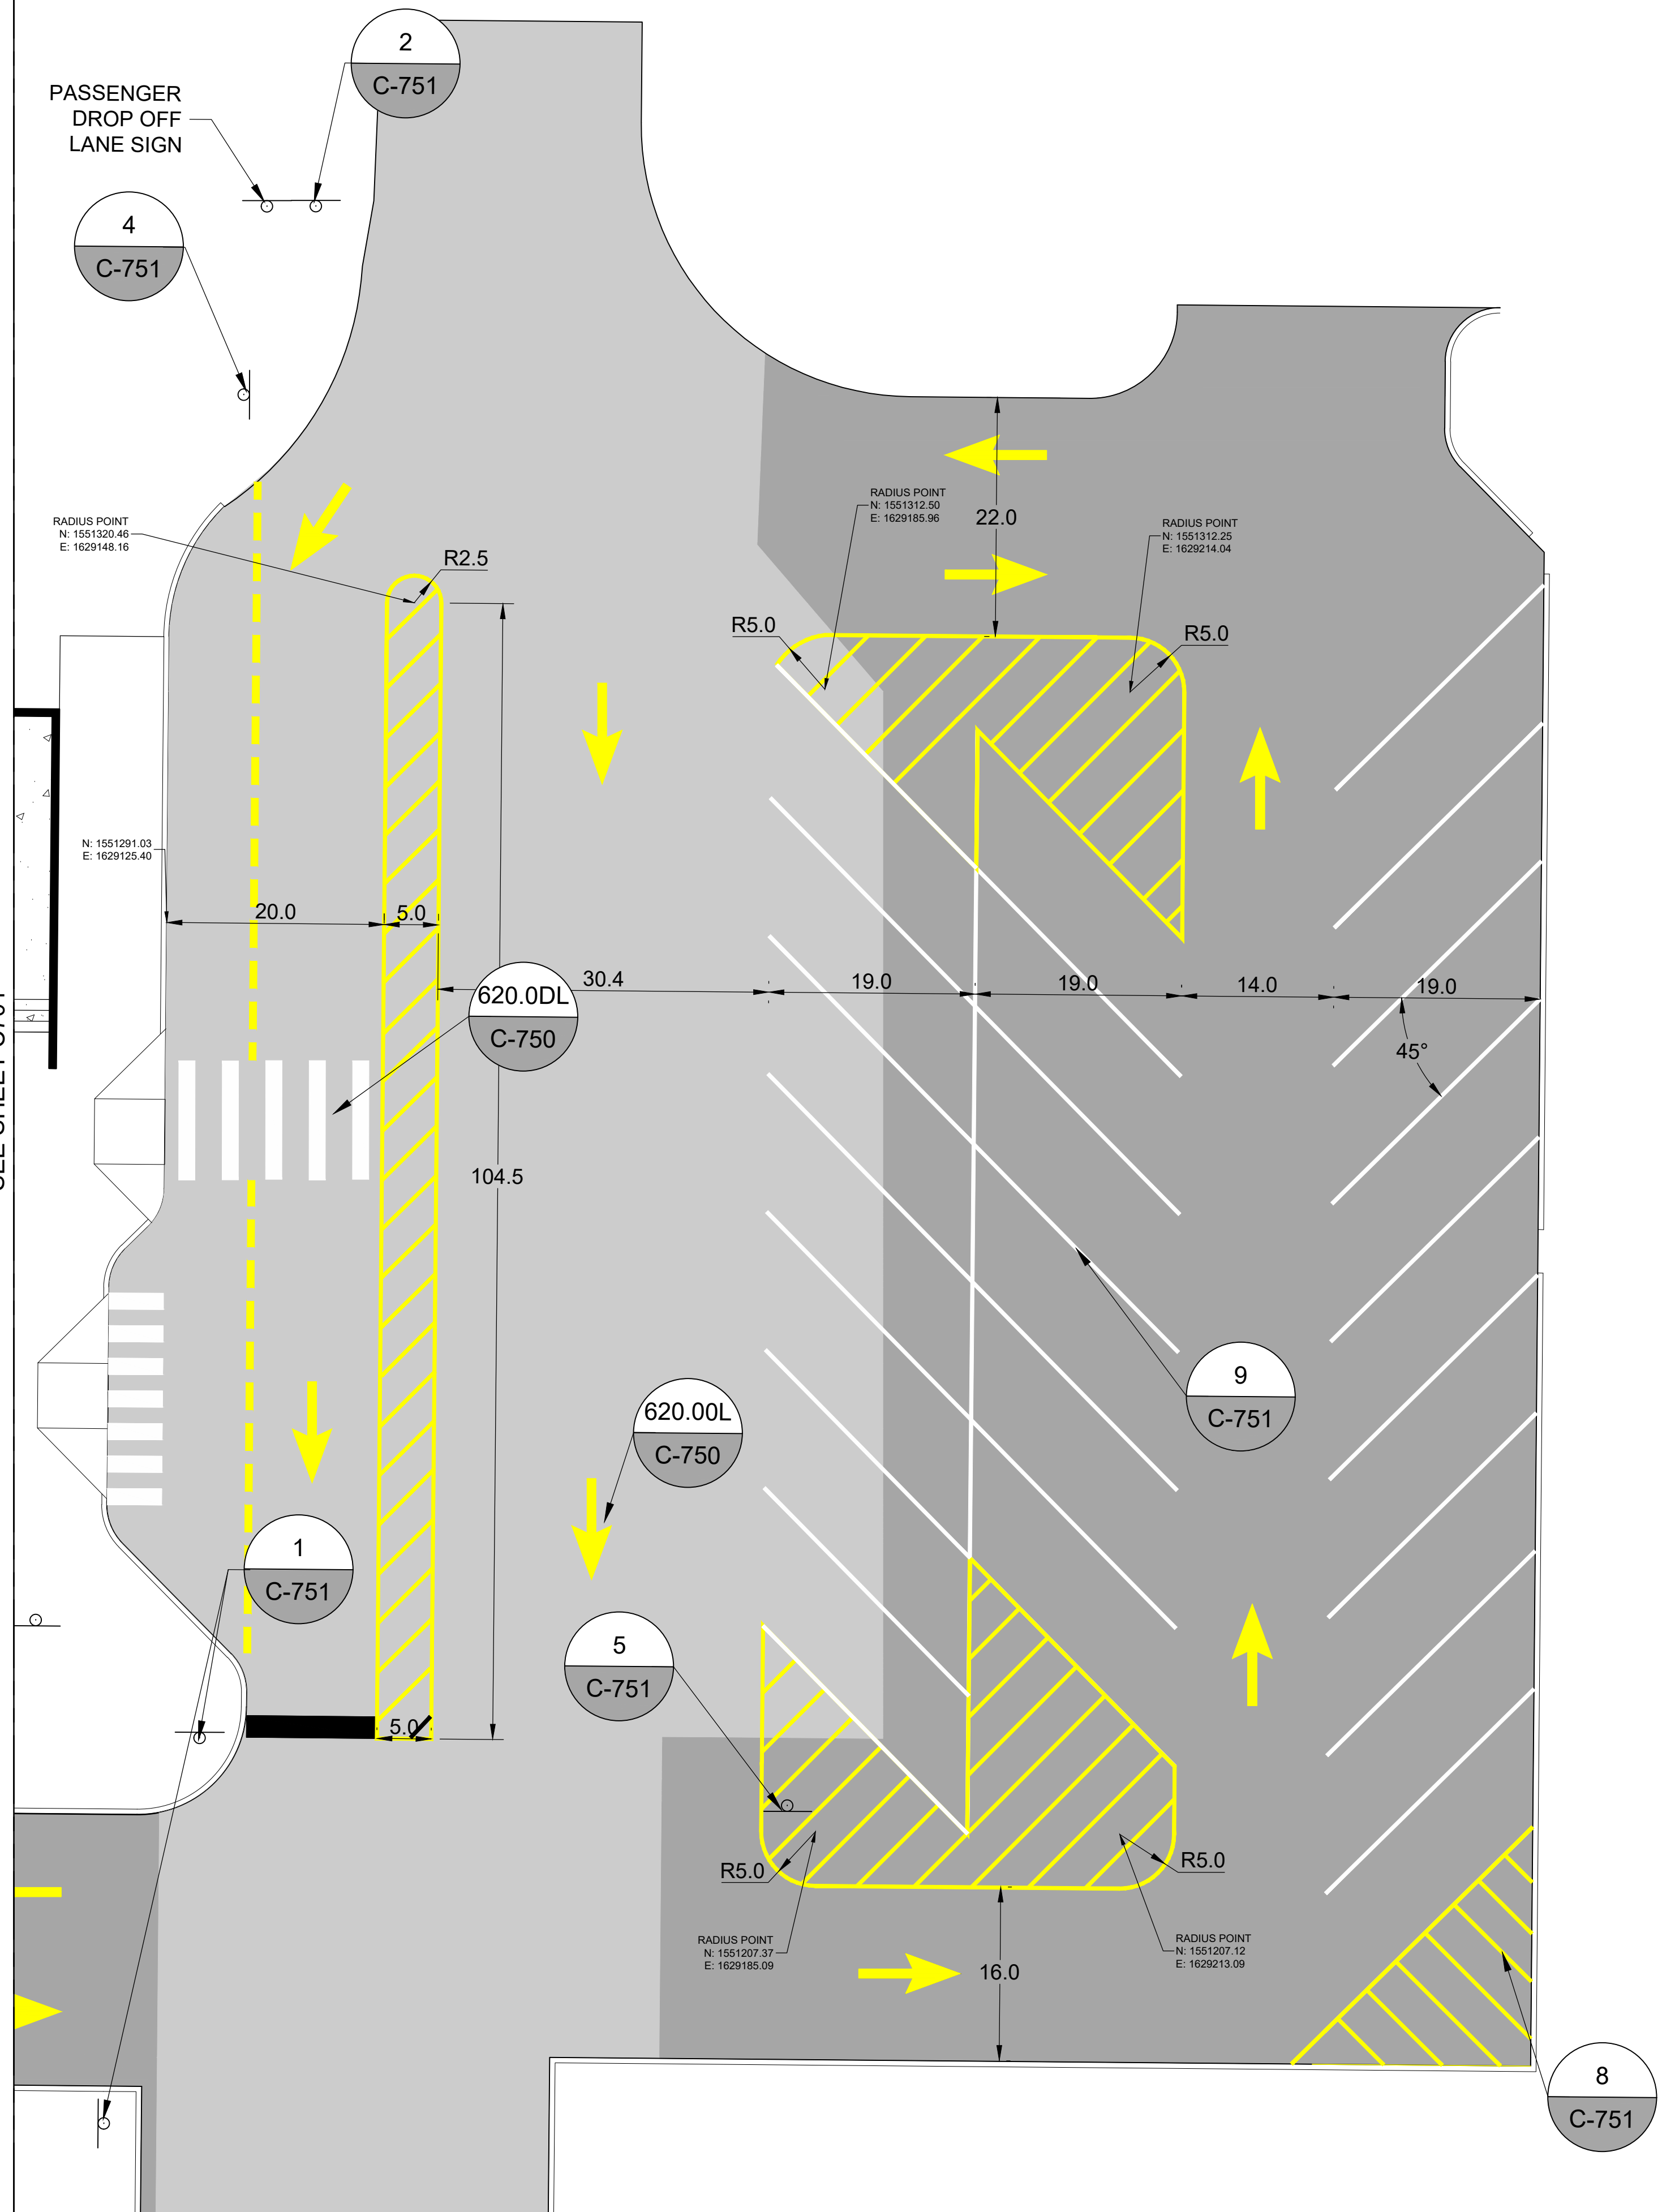 2
C-751
PASSENGER
DROP OFF
LANE SIGN
4
C-751
RADIUS POINT
N: 1551312.50
E: 1629185.96
22.0
RADIUS POINT
N: 1551320.46
E: 1629148.16
RADIUS POINT
N: 1551312.25
E: 1629214.04
R2.5
R5.0
R5.0
N: 1551291.03
E: 1629125.40
20.0
5.0
620.0DL
C-750
30.4
19.0
19.0
14.0
19.0
45°
104.5
9
C-751
620.00L
C-750
1
C-751
5
C-751
5.0
R5.0
R5.0
RADIUS POINT
N: 1551207.37
E: 1629185.09
16.0
RADIUS POINT
N: 1551207.12
E: 1629213.09
8
C-751